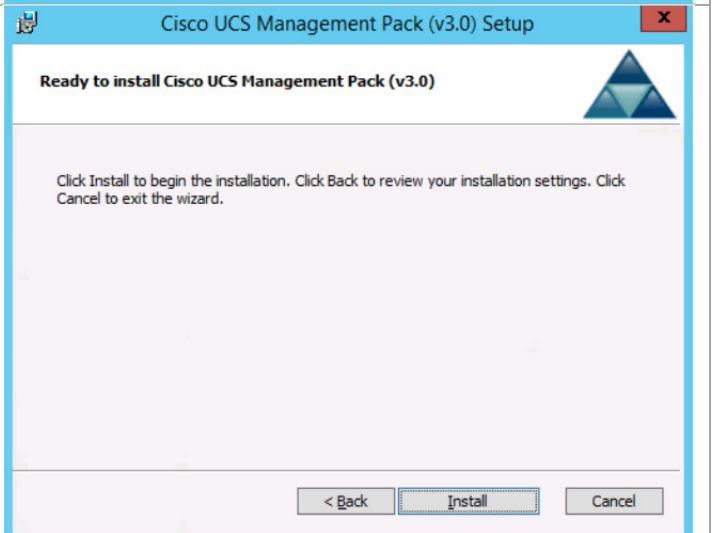 Cisco UCS Management Pack (v3.0) Setup
x
Ready to install Cisco UCS Management Pack (v3.0)
Click Install to begin the installation. Click Back to review your installation settings. Click
Cancel to exit the wizard.
< Back Install Cancel